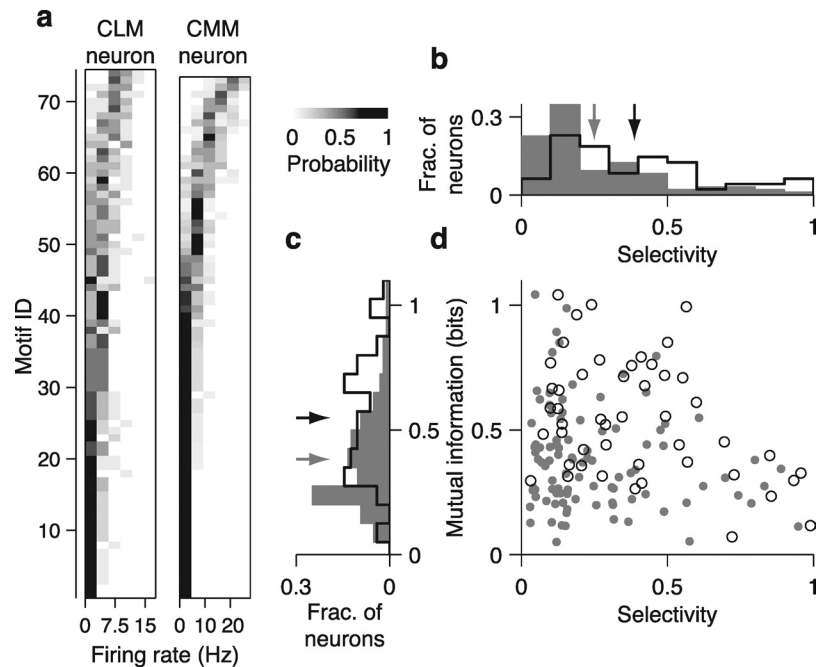 a
CLM
neuron
CMM
neuron
70
60
50
40
30
20
10
Motif ID
0 7.5 15
0 10 20
Firing rate (Hz)
0 0.5 1
Probability
b
0.3
0
Frac. of
neurons
0 0.5 1
Selectivity
c
1
0.5
0
0.3 0
Frac. of
neurons
d
1
0.5
0
Mutual information (bits)
0 0.5 1
Selectivity